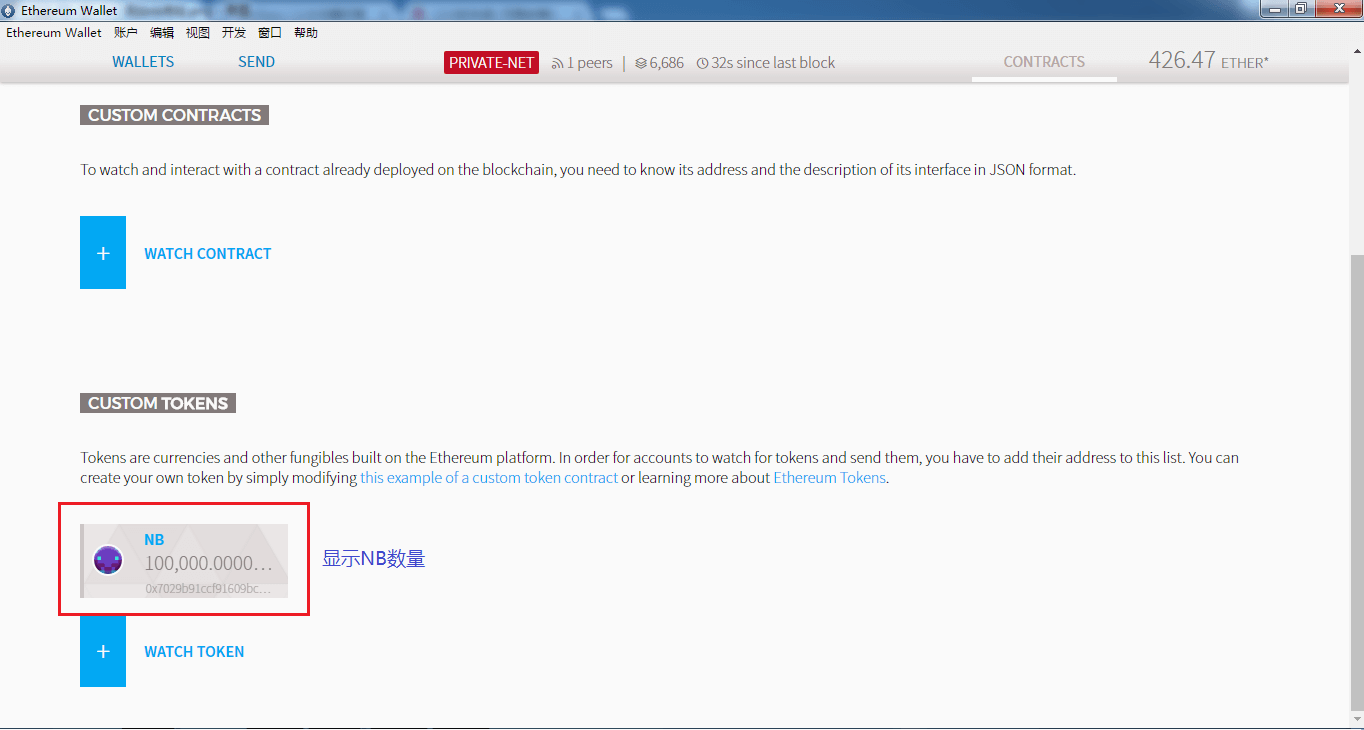 Ethereum Wallet
Ethereum Wallet 账户 编辑 视图 开发 窗口 帮助
WALLETS SEND PRIVATE-NET 1 peers | 6,686 32s since last block CONTRACTS 426.47 ETHER*
CUSTOM CONTRACTS
To watch and interact with a contract already deployed on the blockchain, you need to know its address and the description of its interface in JSON format.
+ WATCH CONTRACT
CUSTOM TOKENS
Tokens are currencies and other fungibles built on the Ethereum platform. In order for accounts to watch for tokens and send them, you have to add their address to this list. You can
create your own token by simply modifying this example of a custom token contract or learning more about Ethereum Tokens.
NB
100,000.0000…
0x7029b91ccf91609bc…
显示NB数量
+ WATCH TOKEN